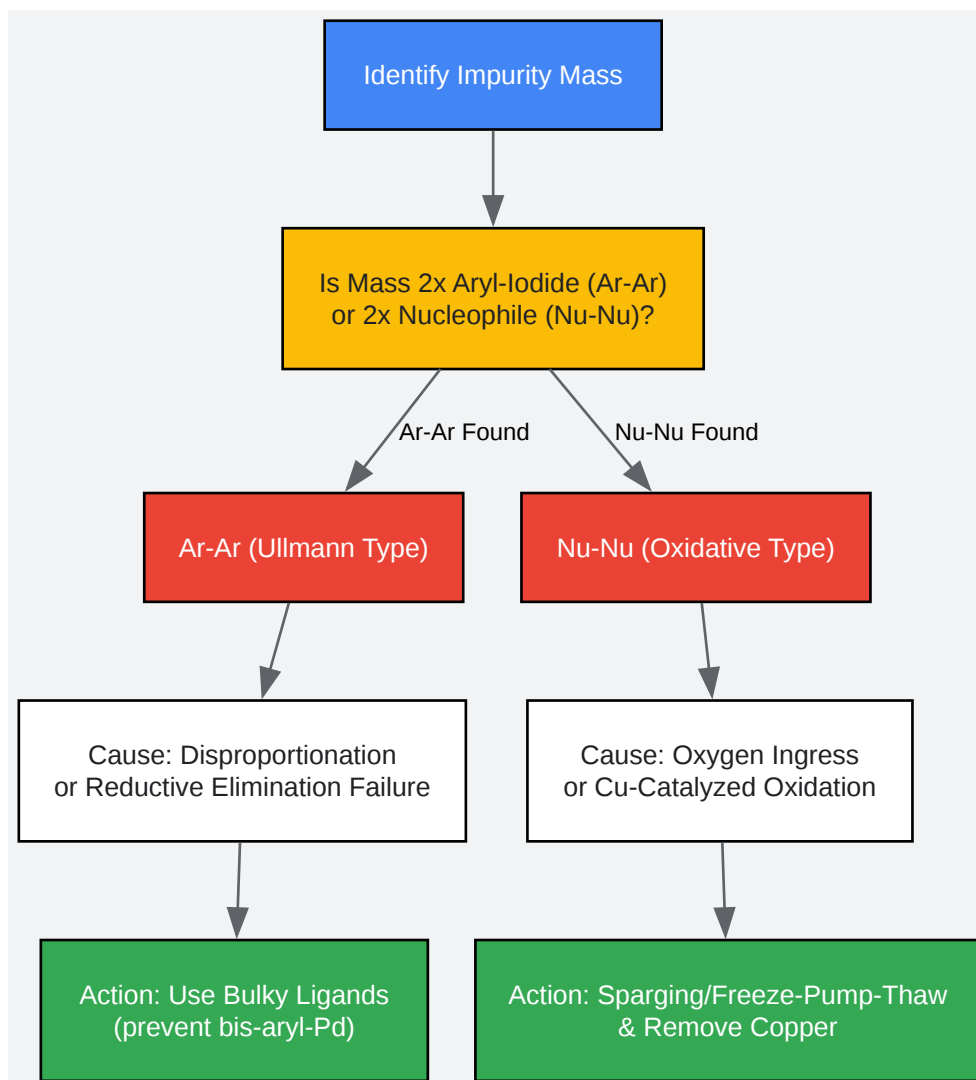 Identify Impurity Mass
Is Mass 2x Aryl-Iodide (Ar-Ar)
or 2x Nucleophile (Nu-Nu)?
Ar-Ar Found
Nu-Nu Found
Ar-Ar (Ullmann Type)
Nu-Nu (Oxidative Type)
Cause: Disproportionation
or Reductive Elimination Failure
Cause: Oxygen Ingress
or Cu-Catalyzed Oxidation
Action: Use Bulky Ligands
(prevent bis-aryl-Pd)
Action: Sparging/Freeze-Pump-Thaw
& Remove Copper